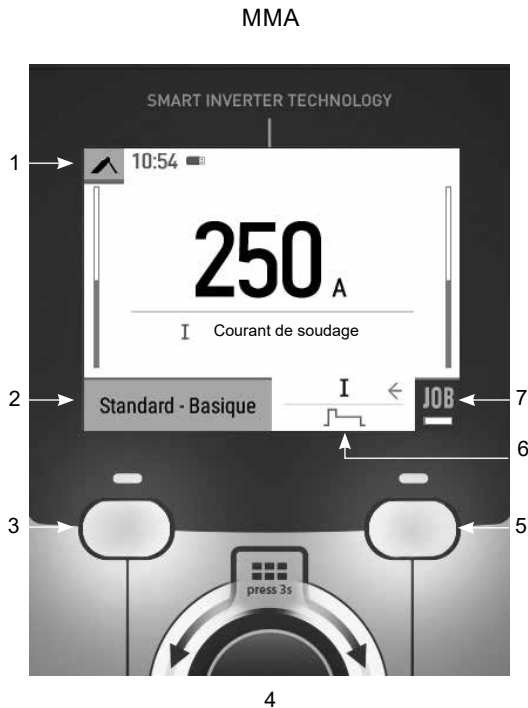 MMA
SMART INVERTER TECHNOLOGY
1
10:54
250 A
I Courant de soudage
2
Standard - Basique
I
JOB
7
6
3
5
press 3s
4